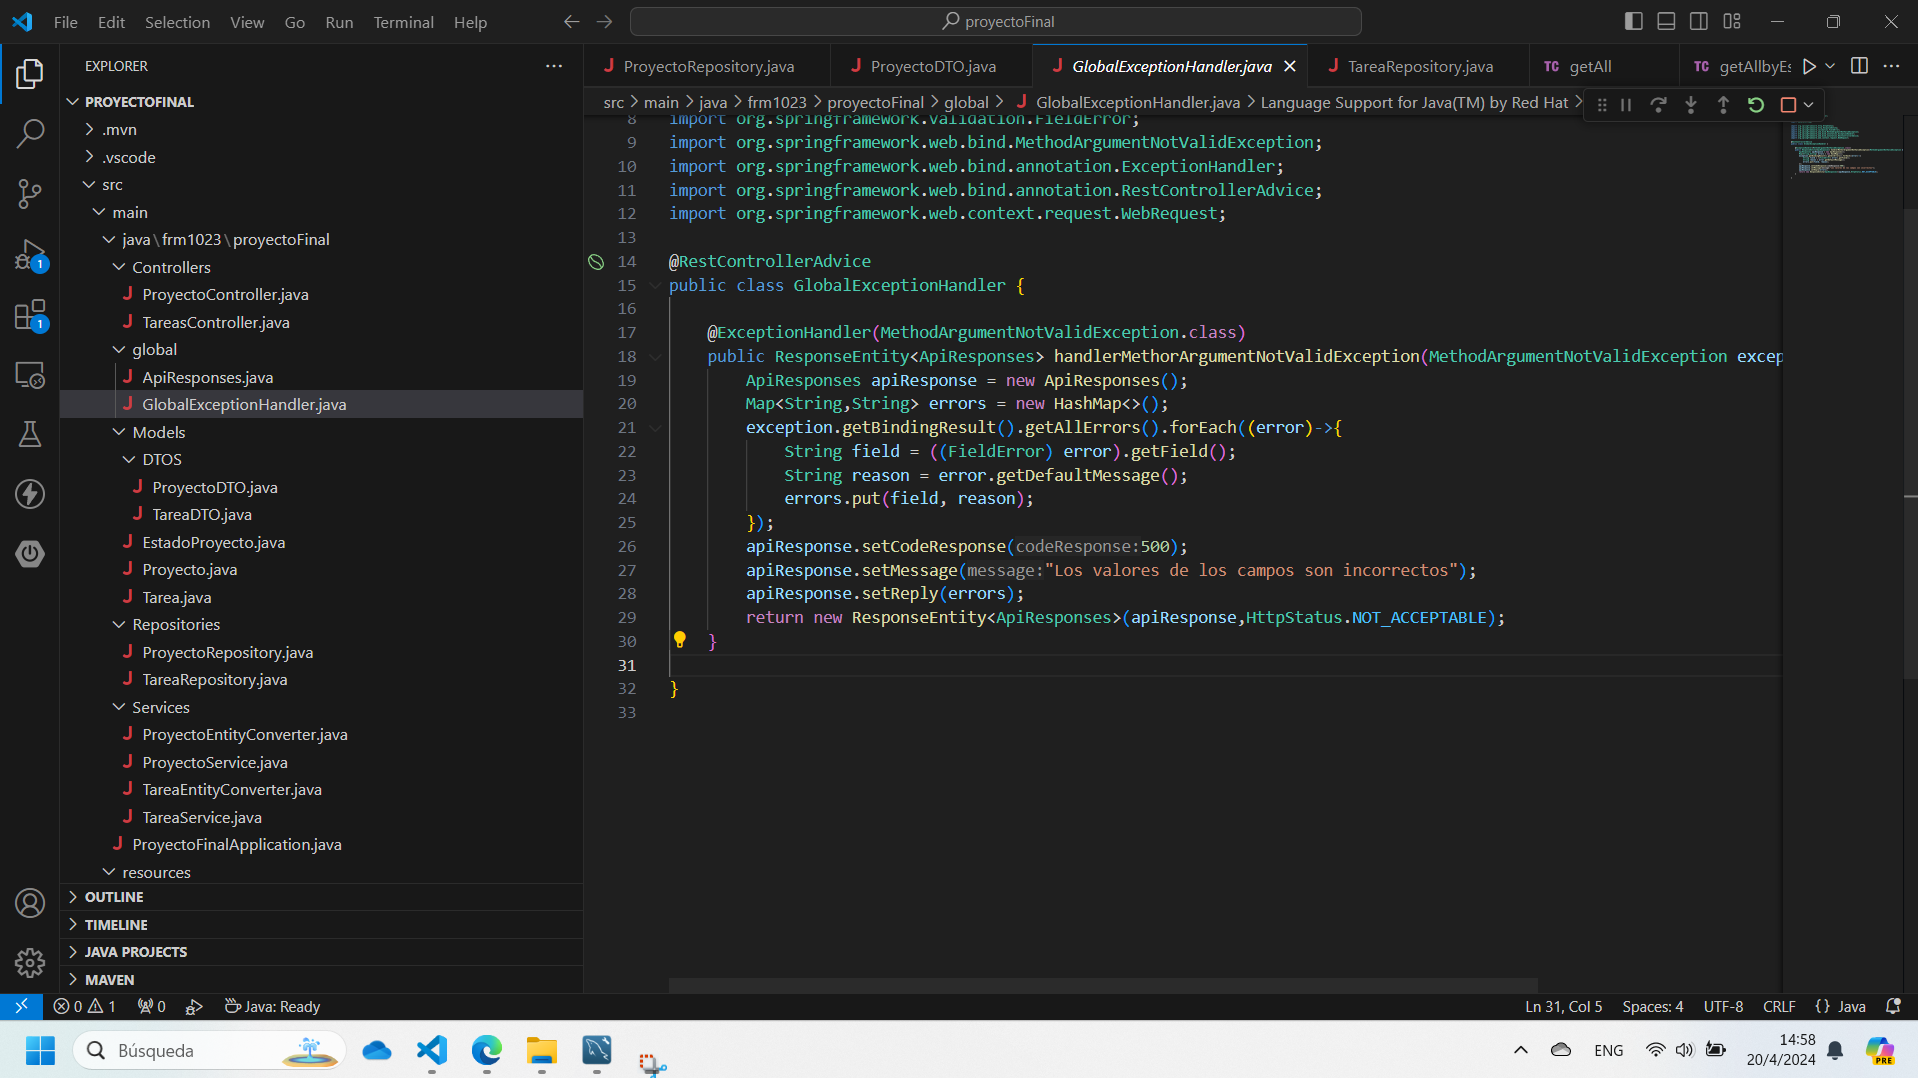 File Edit Selection View Go Run Terminal Help
proyectoFinal
EXPLORER
PROYECTOFINAL
.mvn
.vscode
src
main
java\frm1023\proyectoFinal
Controllers
ProyectoController.java
TareasController.java
global
ApiResponses.java
GlobalExceptionHandler.java
Models
DTOS
ProyectoDTO.java
TareaDTO.java
EstadoProyecto.java
Proyecto.java
Tarea.java
Repositories
ProyectoRepository.java
TareaRepository.java
Services
ProyectoEntityConverter.java
ProyectoService.java
TareaEntityConverter.java
TareaService.java
ProyectoFinalApplication.java
resources
OUTLINE
TIMELINE
JAVA PROJECTS
MAVEN
1
1
ProyectoRepository.java ProyectoDTO.java GlobalExceptionHandler.java TareaRepository.java TC getAll TC getAllbyEs
src > main > java > frm1023 > proyectoFinal > global > GlobalExceptionHandler.java > Language Support for Java(TM) by Red Hat >
8 import org.springframework.validation.FieldError;
9 import org.springframework.web.bind.MethodArgumentNotValidException;
10 import org.springframework.web.bind.annotation.ExceptionHandler;
11 import org.springframework.web.bind.annotation.RestControllerAdvice;
12 import org.springframework.web.context.request.WebRequest;
13
14 @RestControllerAdvice
15 public class GlobalExceptionHandler {
16
17 @ExceptionHandler(MethodArgumentNotValidException.class)
18 public ResponseEntity<ApiResponses> handlerMethorArgumentNotValidException(MethodArgumentNotValidException excep
19 ApiResponses apiResponse = new ApiResponses();
20 Map<String,String> errors = new HashMap<>();
21 exception.getBindingResult().getAllErrors().forEach((error)->{
22 String field = ((FieldError) error).getField();
23 String reason = error.getDefaultMessage();
24 errors.put(field, reason);
25 });
26 apiResponse.setCodeResponse(codeResponse:500);
27 apiResponse.setMessage(message:"Los valores de los campos son incorrectos");
28 apiResponse.setReply(errors);
29 return new ResponseEntity<ApiResponses>(apiResponse,HttpStatus.NOT_ACCEPTABLE);
30 }
31
32 }
33
0 1 0 Java: Ready Ln 31, Col 5 Spaces: 4 UTF-8 CRLF {} Java
Búsqueda
ENG
14:58
20/4/2024
PRE